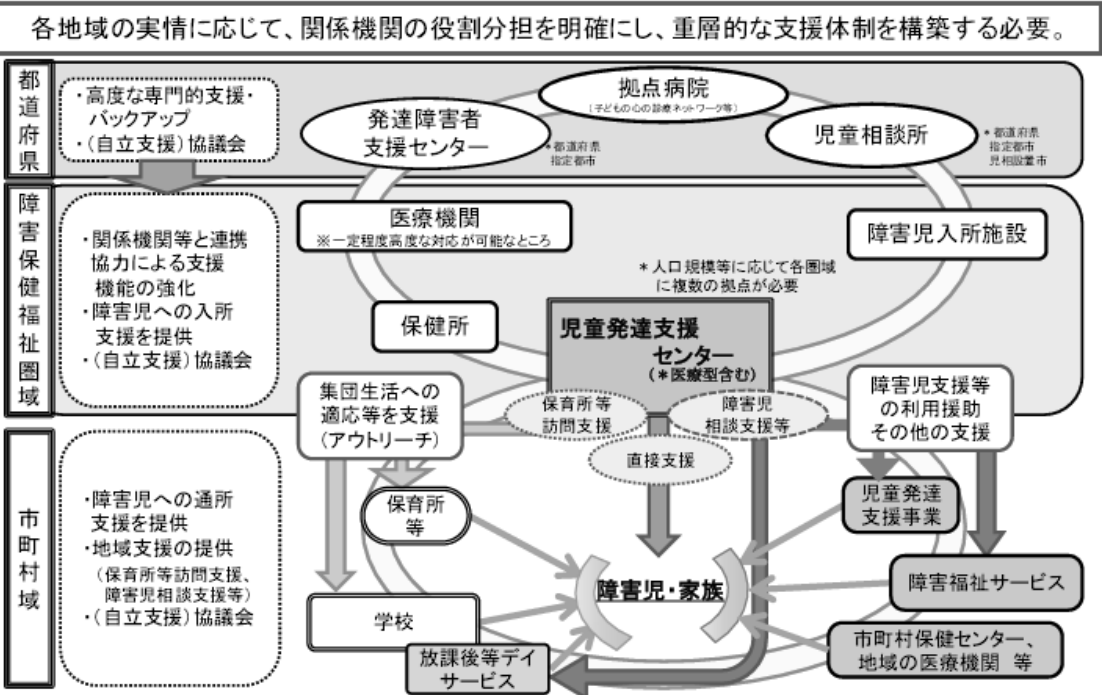 各地域の実情に応じて、関係機関の役割分担を明確にし、重層的な支援体制を構築する必要。
都道府県
・高度な専門的支援・
バックアップ
・(自立支援)協議会
拠点病院
(子どもの心の診療ネットワーク等)
発達障害者
支援センター
*都道府県
指定都市
児童相談所
*都道府県
指定都市
児相設置市
障害保健福祉圏域
・関係機関等と連携
協力による支援
機能の強化
・障害児への入所
支援を提供
・(自立支援)協議会
医療機関
※一定程度高度な対応が可能なところ
障害児入所施設
*人口規模等に応じて各圏域
に複数の拠点が必要
保健所
児童発達支援
センター
(*医療型含む)
集団生活への
適応等を支援
(アウトリーチ)
保育所等
訪問支援
障害児
相談支援等
直接支援
障害児支援等
の利用援助
その他の支援
市町村域
・障害児への通所
支援を提供
・地域支援の提供
(保育所等訪問支援、
障害児相談支援等)
・(自立支援)協議会
保育所
等
児童発達
支援事業
障害児・家族
障害福祉サービス
学校
放課後等デイ
サービス
市町村保健センター、
地域の医療機関 等